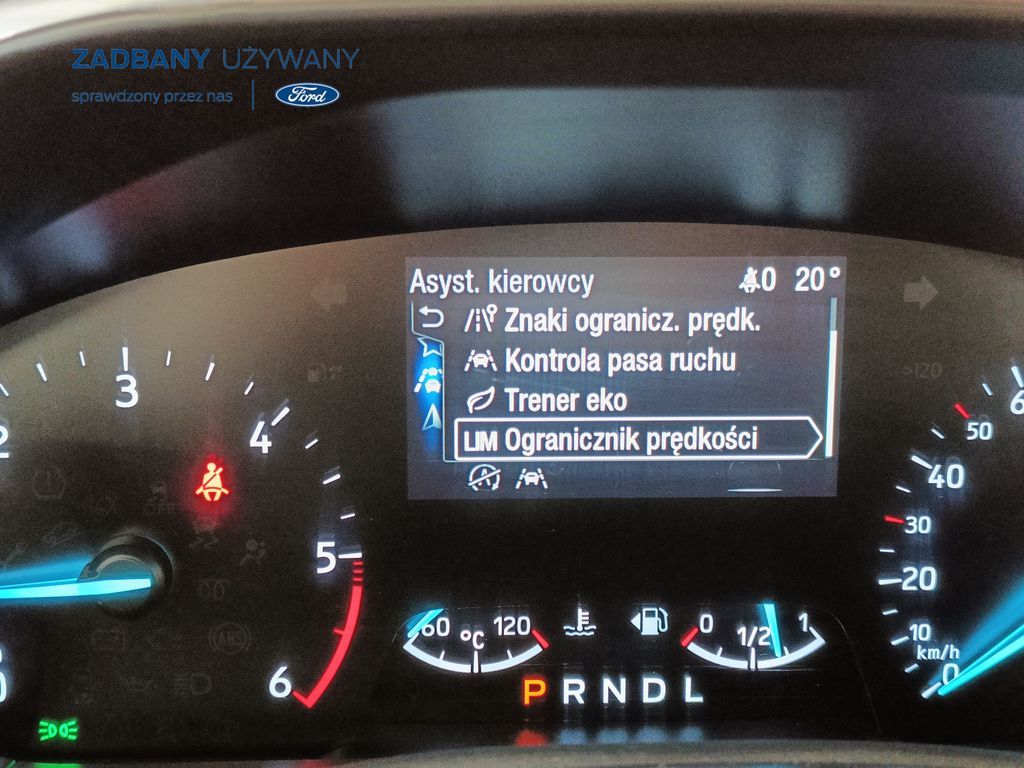 ZADBANY UŻYWANY
sprawdzony przez nas
Ford
Asyst. kierowcy 0 20°
Znaki ogranicz. prędk.
Kontrola pasa ruchu
Trener eko
LIM Ogranicznik prędkości
A
2 3 4 5 6
60 °C 120
0 1/2 1
P R N D L
0 10 20 30 40 50 6
km/h
>120
OFF